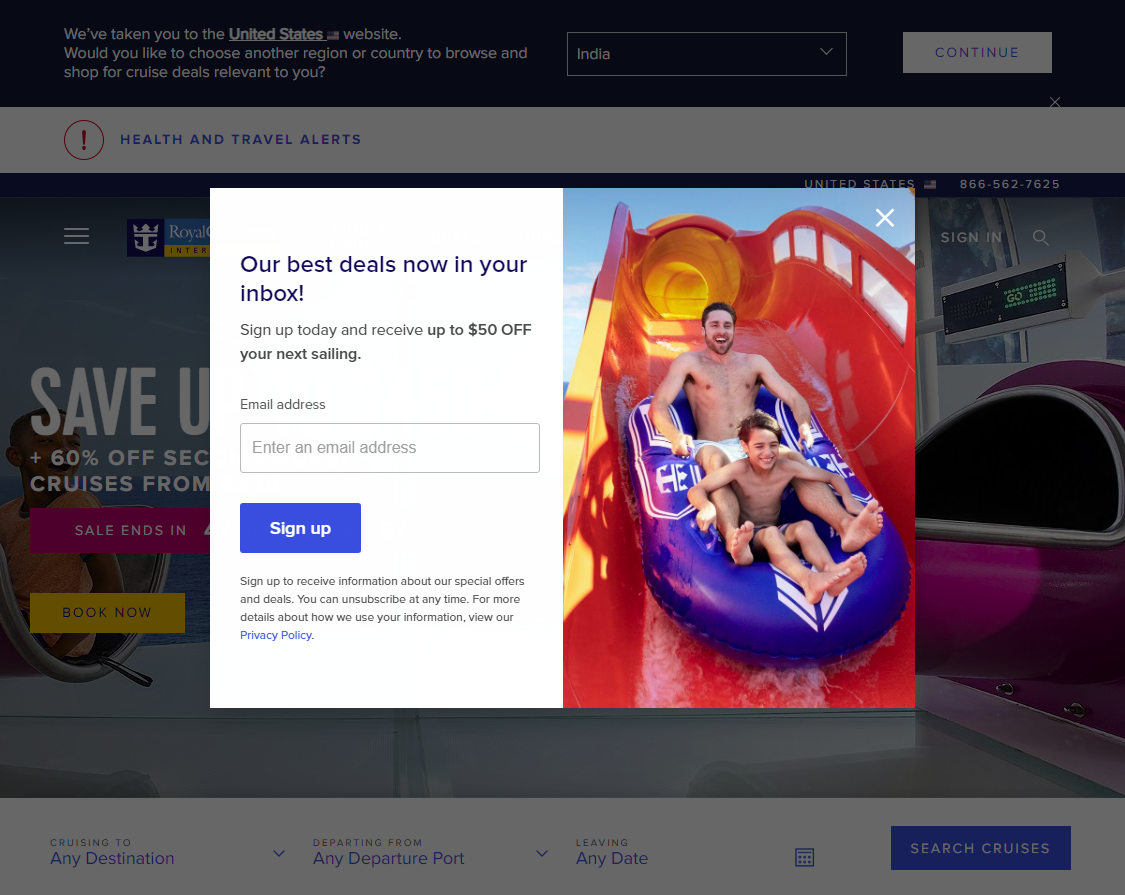 We've taken you to the United States website.
Would you like to choose another region or country to browse and
shop for cruise deals relevant to you?
India
CONTINUE
!
HEALTH AND TRAVEL ALERTS
UNITED STATES
866-562-7625
Royal
INTER
SIGN IN
GO
Our best deals now in your
inbox!
Sign up today and receive up to $50 OFF
your next sailing.
Email address
Enter an email address
Sign up
Sign up to receive information about our special offers
and deals. You can unsubscribe at any time. For more
details about how we use your information, view our
Privacy Policy.
SAVE U
+ 60% OFF SEC
CRUISES FROM
SALE ENDS IN
BOOK NOW
CRUISING TO
Any Destination
DEPARTING FROM
Any Departure Port
LEAVING
Any Date
SEARCH CRUISES